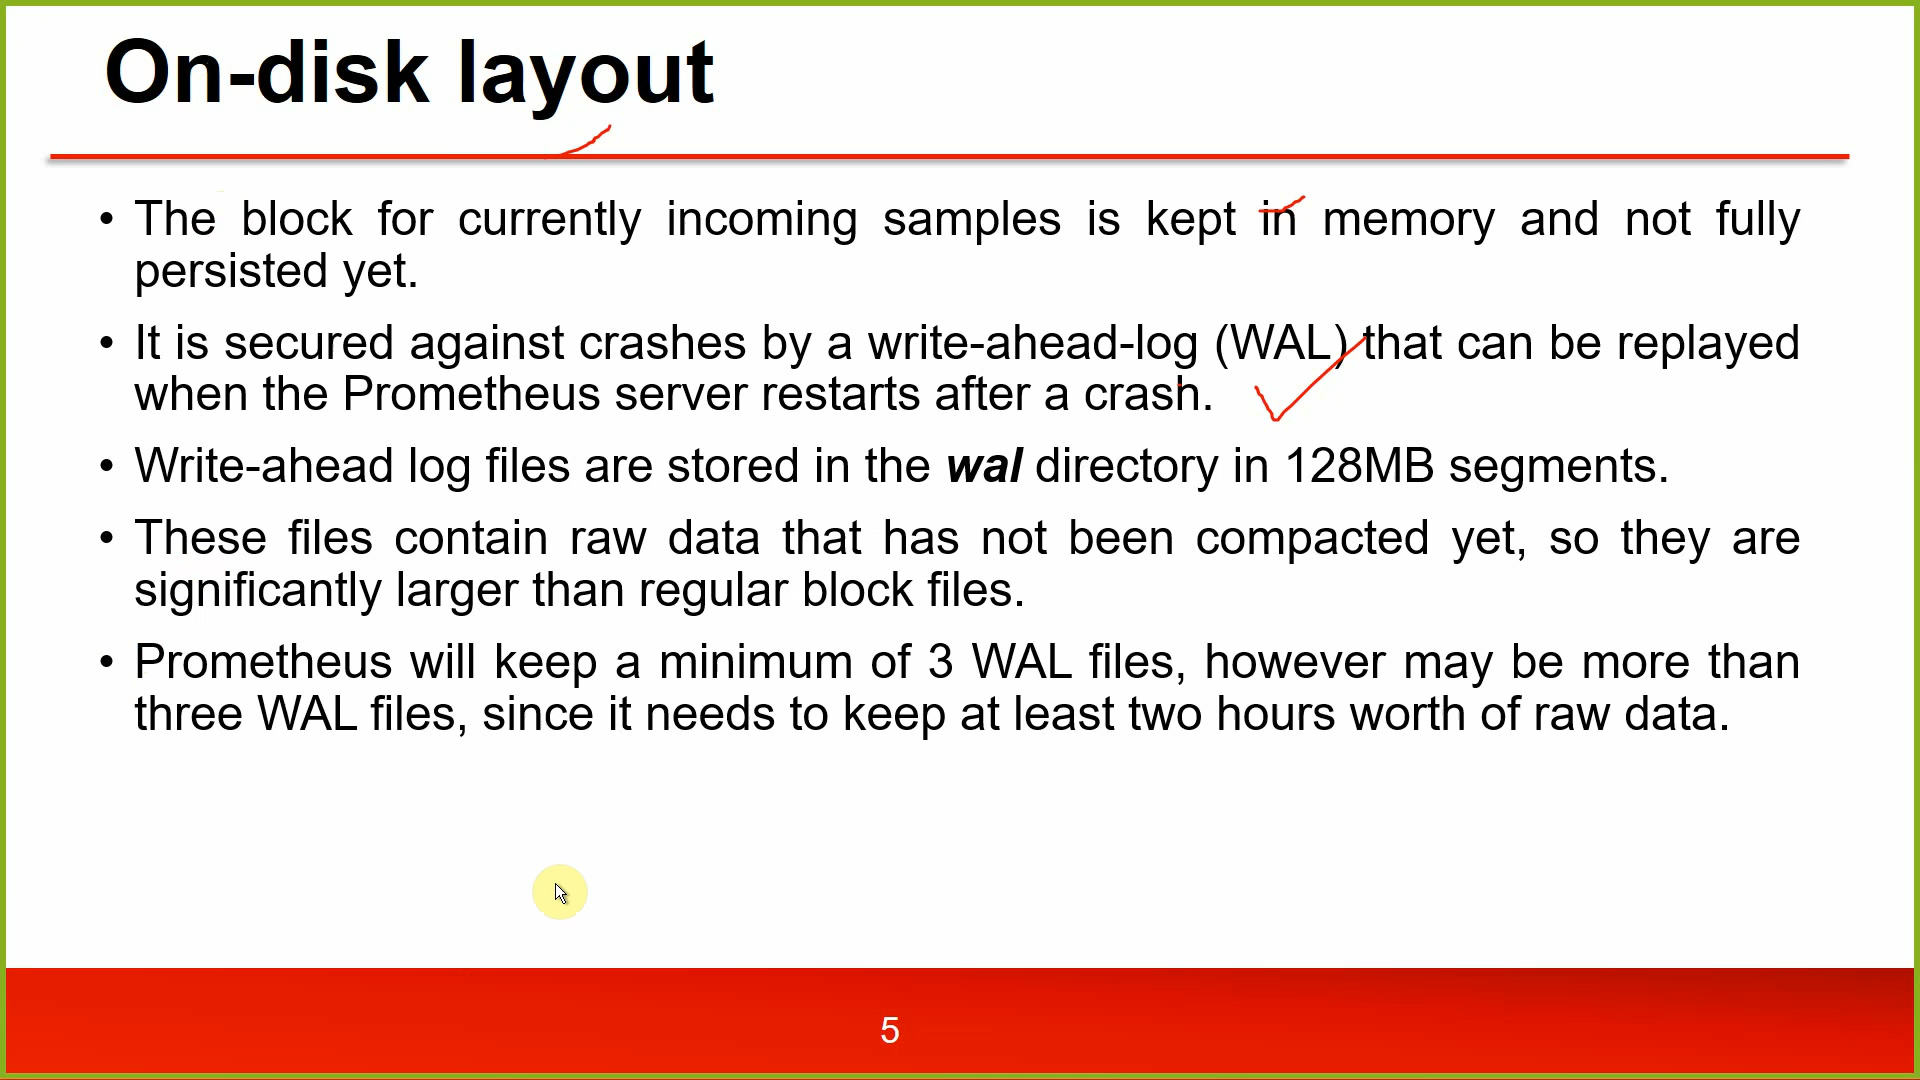 On-disk layout
• The block for currently incoming samples is kept in memory and not fully
persisted yet.
• It is secured against crashes by a write-ahead-log (WAL) that can be replayed
when the Prometheus server restarts after a crash.
• Write-ahead log files are stored in the wal directory in 128MB segments.
• These files contain raw data that has not been compacted yet, so they are
significantly larger than regular block files.
• Prometheus will keep a minimum of 3 WAL files, however may be more than
three WAL files, since it needs to keep at least two hours worth of raw data.
5